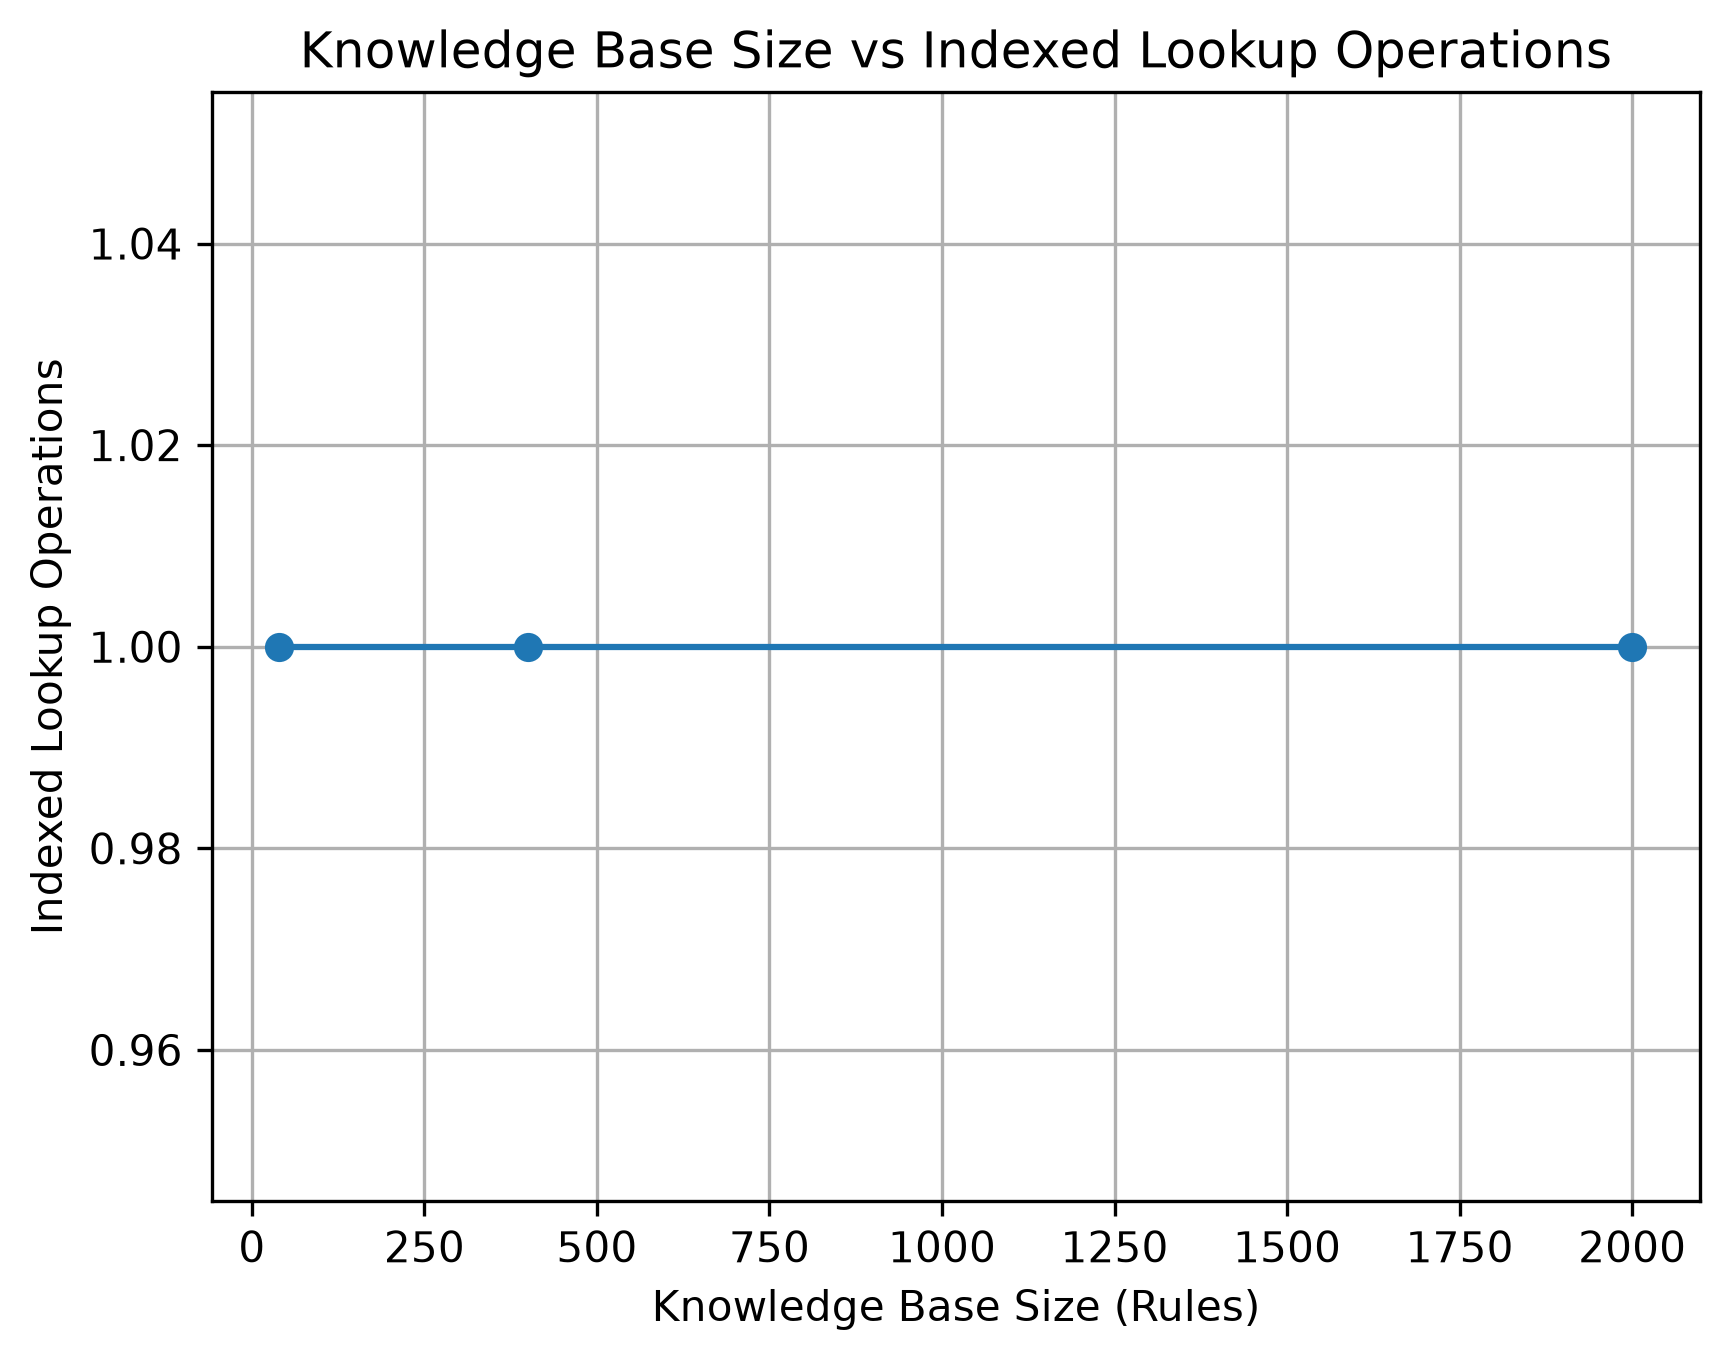 Knowledge Base Size vs Indexed Lookup Operations
Indexed Lookup Operations
1.04
1.02
1.00
0.98
0.96
0 250 500 750 1000 1250 1500 1750 2000
Knowledge Base Size (Rules)